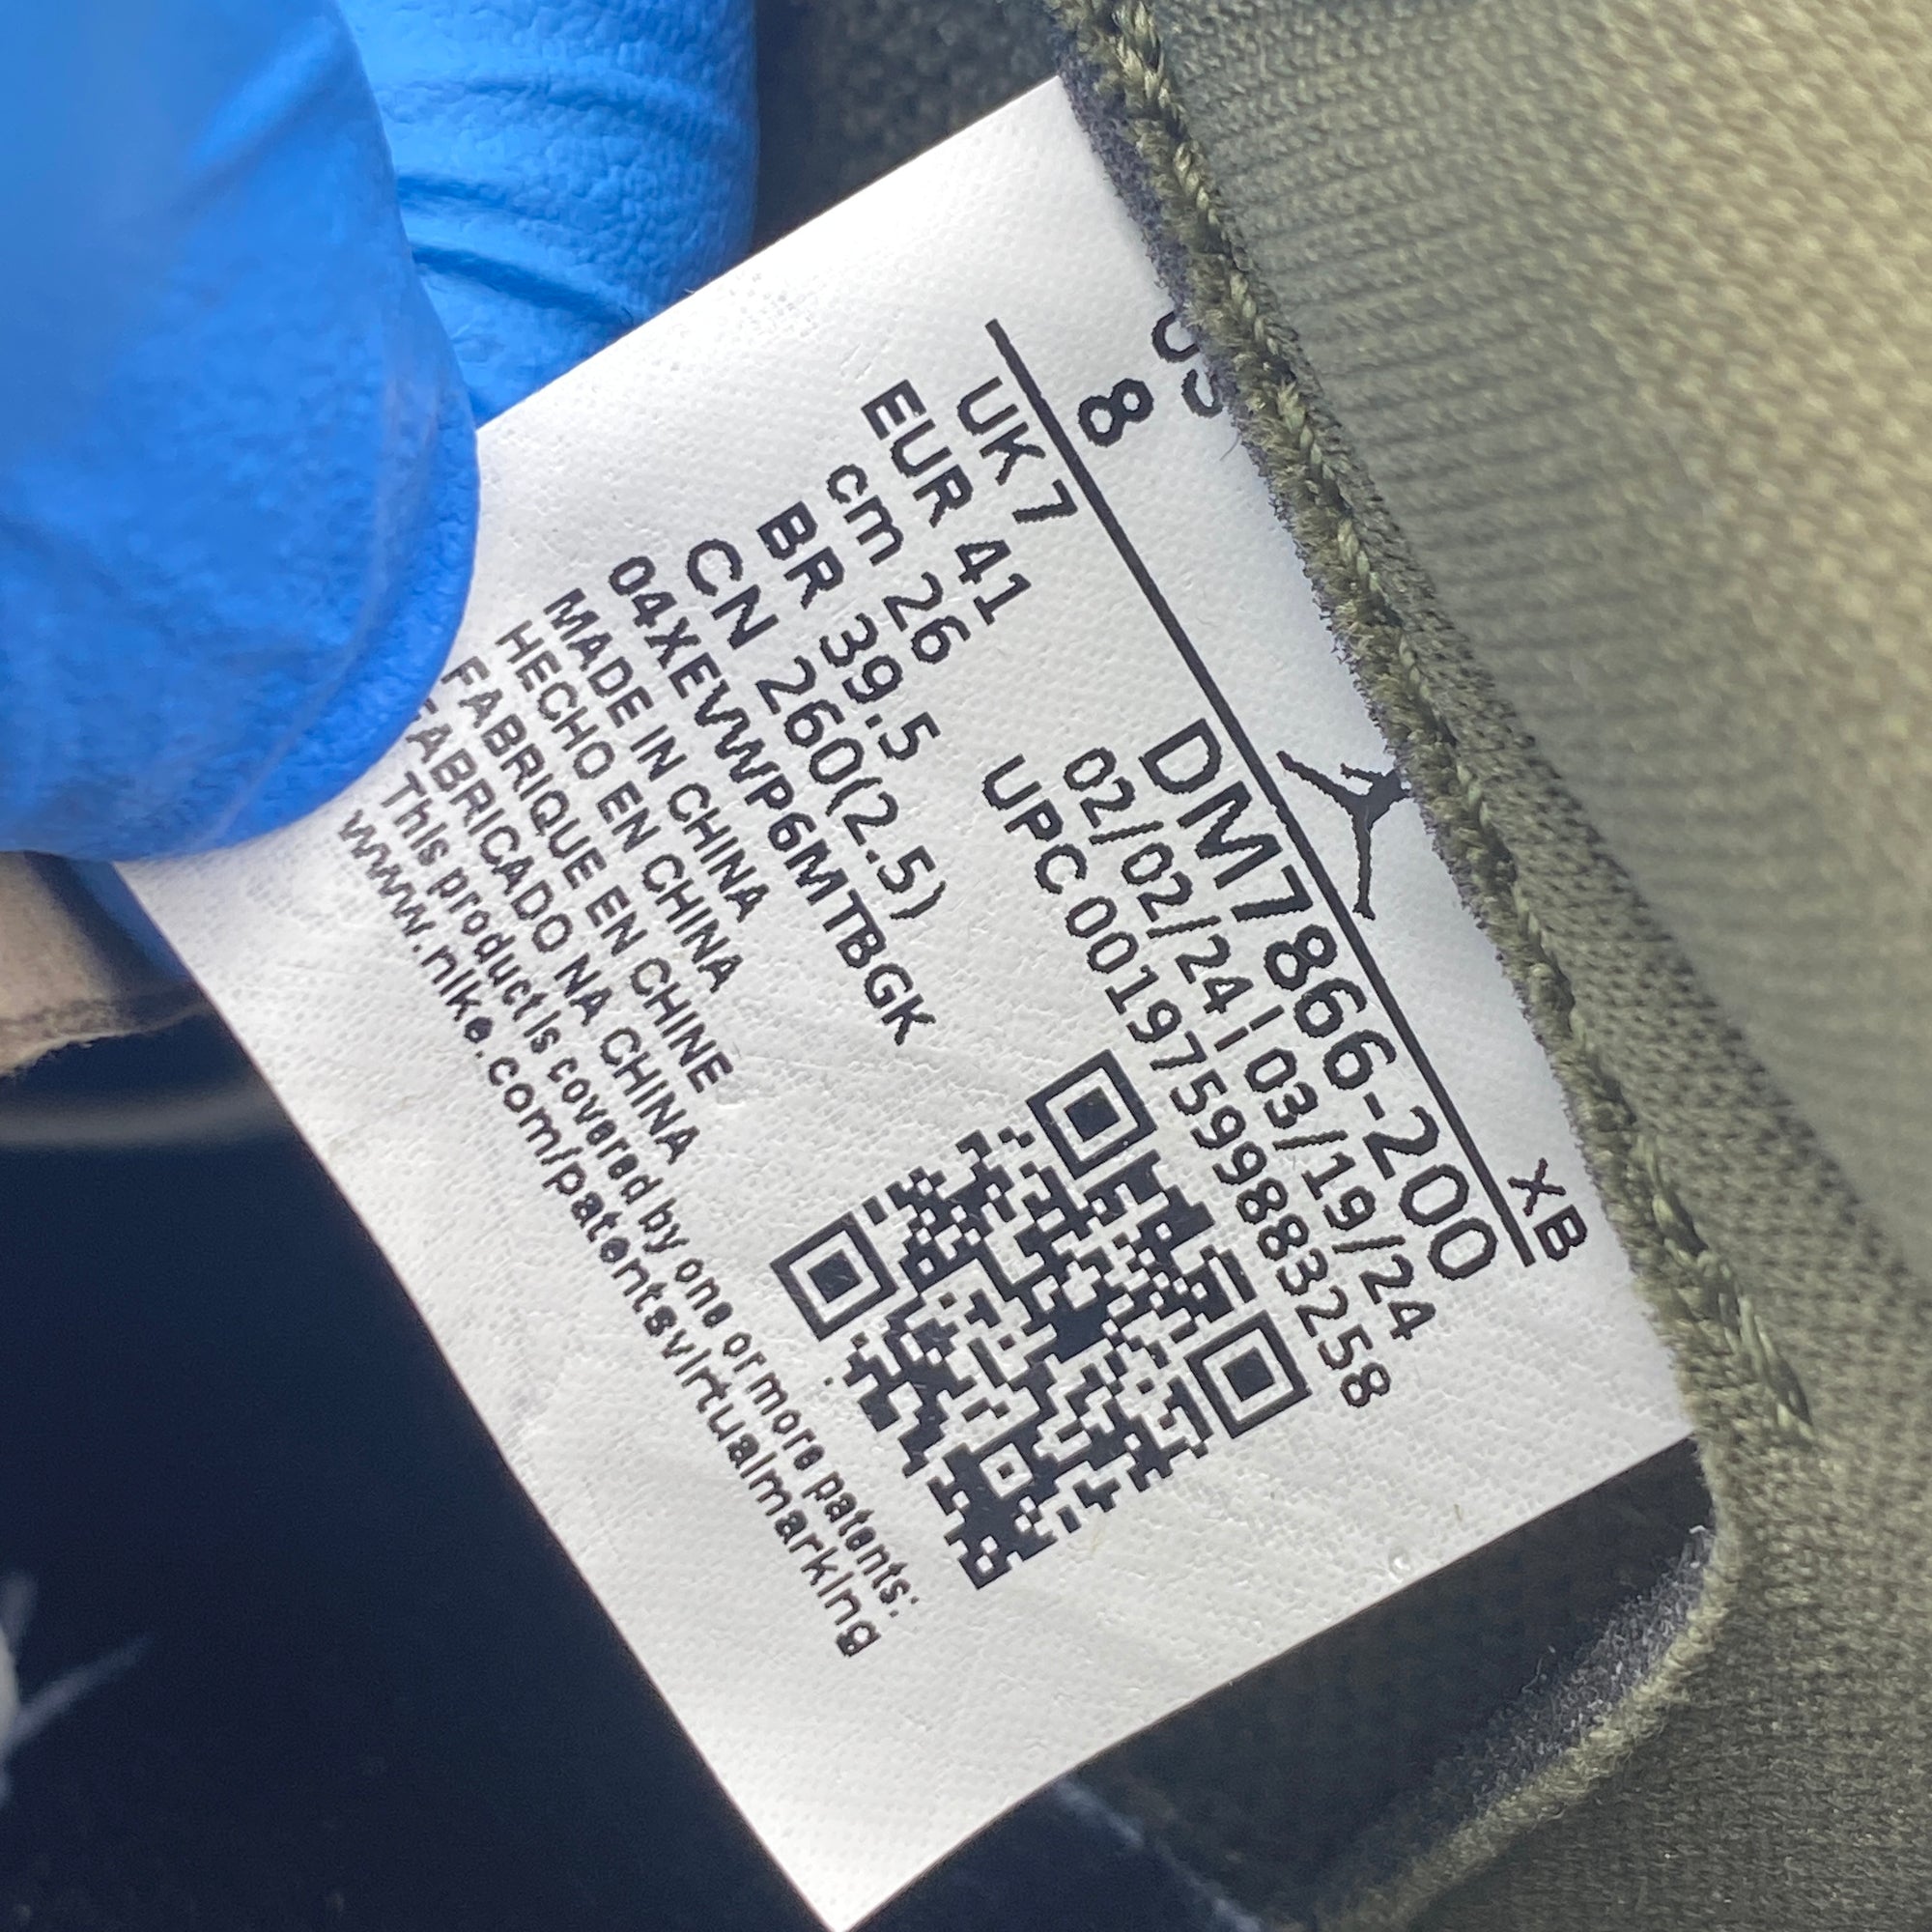 US
8
XB
UK 7
EUR 41
cm 26
BR 39.5
CN 260(2.5)
04XEVWP6MTBGK
DM7866-200
02/02/24 | 03/19/24
UPC 00197599883258
MADE IN CHINA
HECHO EN CHINA
FABRIQUE EN CHINE
FABRICADO NA CHINA
This product is covered by one or more patents:
www.nike.com/patentsvirtualmarking